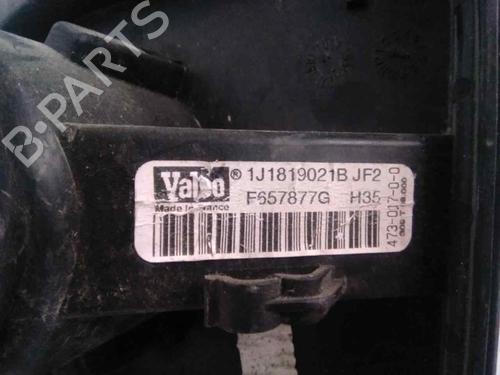 B-PARTS
Valeo® 1J1819021B JF2
Made in France
F657877G H35
473-017-0-0